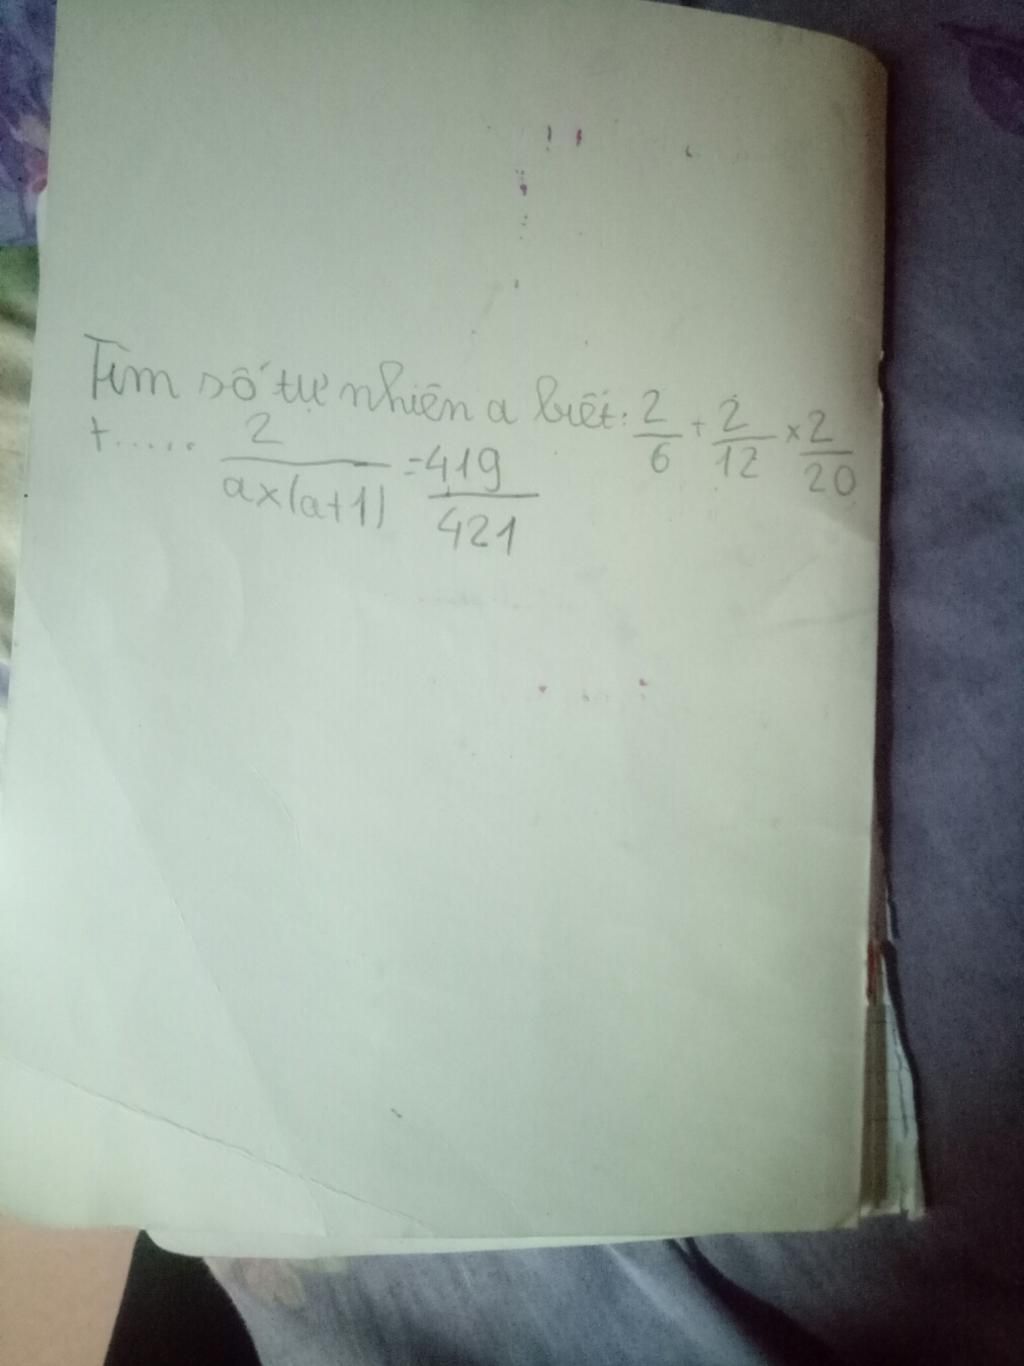 Tìm số tự nhiên a biết: 2/6 + 2/12 × 2/20
+..... 2/a×(a+1) = 419/421